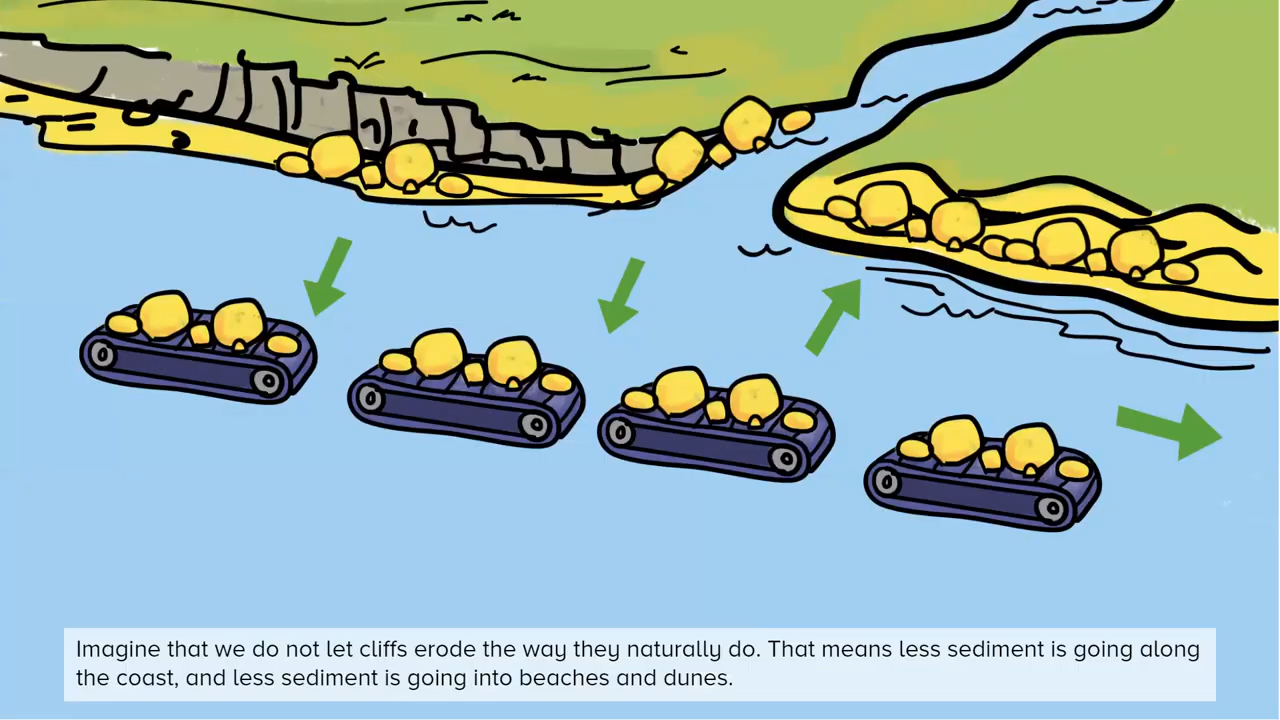 Imagine that we do not let cliffs erode the way they naturally do. That means less sediment is going along
the coast, and less sediment is going into beaches and dunes.